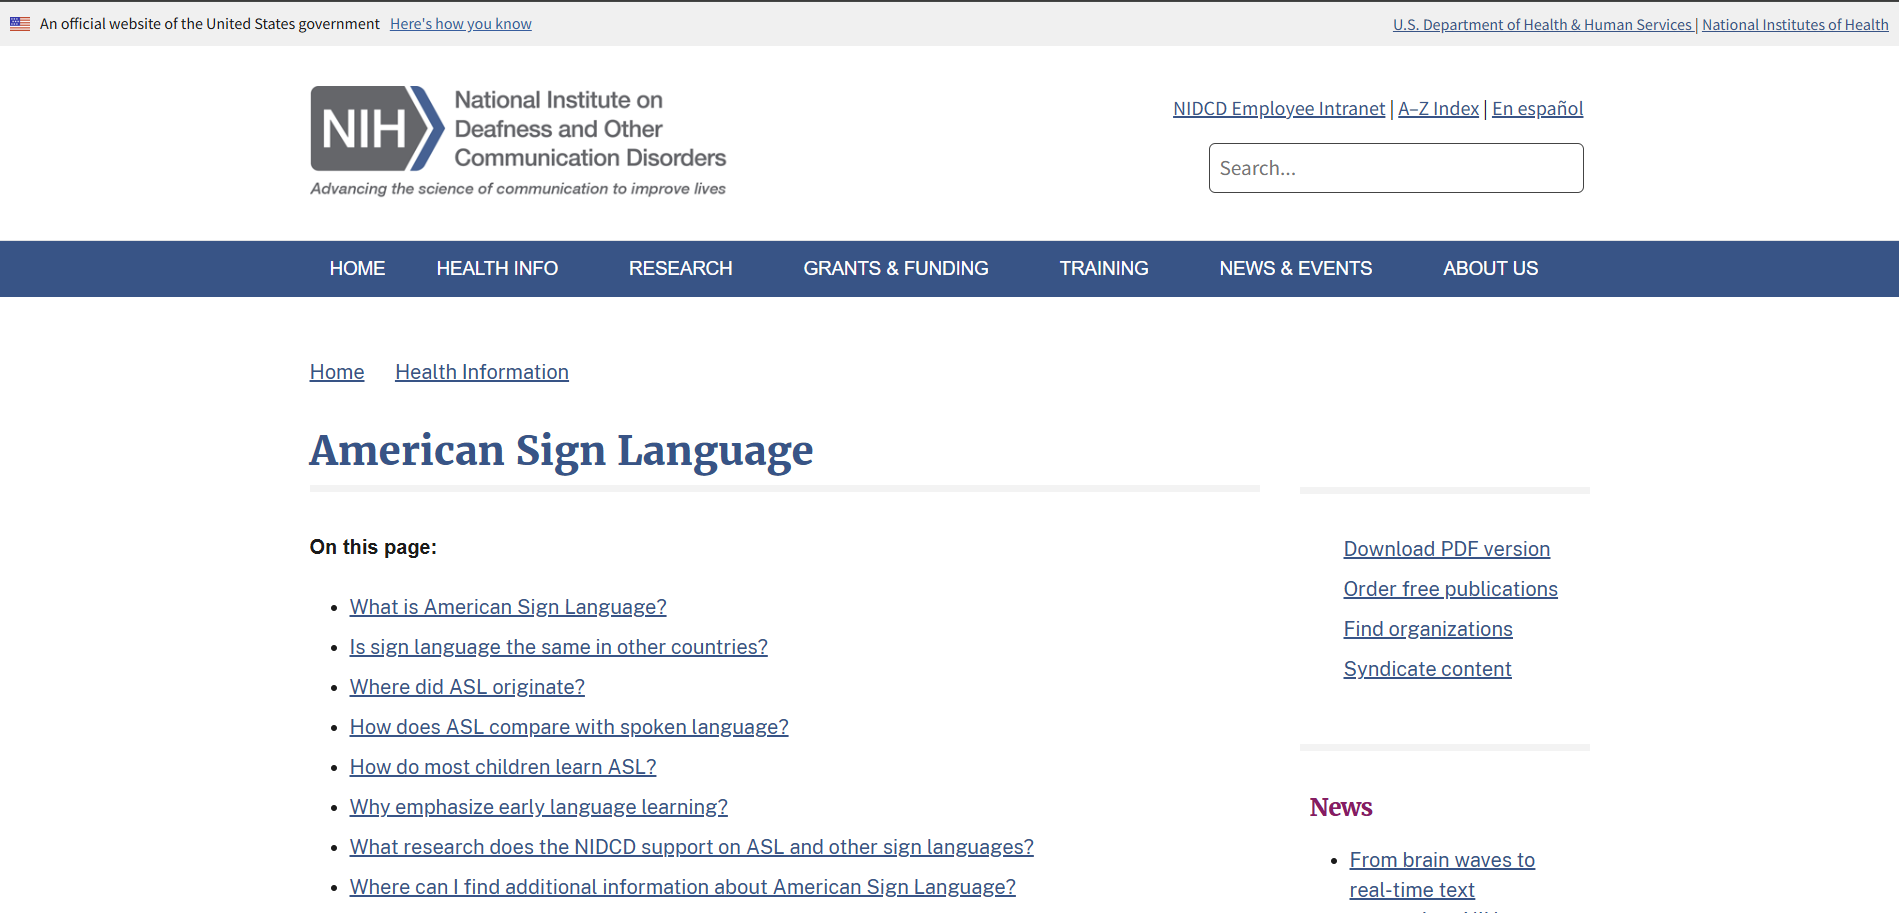 An official website of the United States government Here's how you know
U.S. Department of Health & Human Services | National Institutes of Health
NIH
National Institute on
Deafness and Other
Communication Disorders
Advancing the science of communication to improve lives
NIDCD Employee Intranet | A–Z Index | En español
Search...
HOME HEALTH INFO RESEARCH GRANTS & FUNDING TRAINING NEWS & EVENTS ABOUT US
Home Health Information
American Sign Language
On this page:
• What is American Sign Language?
• Is sign language the same in other countries?
• Where did ASL originate?
• How does ASL compare with spoken language?
• How do most children learn ASL?
• Why emphasize early language learning?
• What research does the NIDCD support on ASL and other sign languages?
• Where can I find additional information about American Sign Language?
Download PDF version
Order free publications
Find organizations
Syndicate content
News
• From brain waves to
real-time text